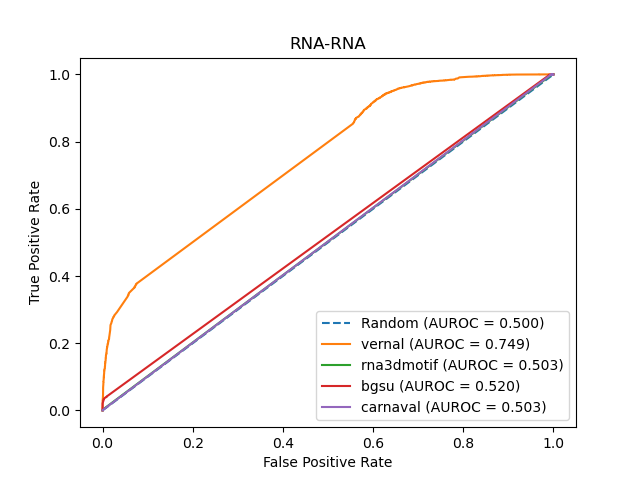 RNA-RNA
True Positive Rate
1.0
0.8
0.6
0.4
0.2
0.0
Random (AUROC = 0.500)
vernal (AUROC = 0.749)
rna3dmotif (AUROC = 0.503)
bgsu (AUROC = 0.520)
carnaval (AUROC = 0.503)
0.0 0.2 0.4 0.6 0.8 1.0
False Positive Rate